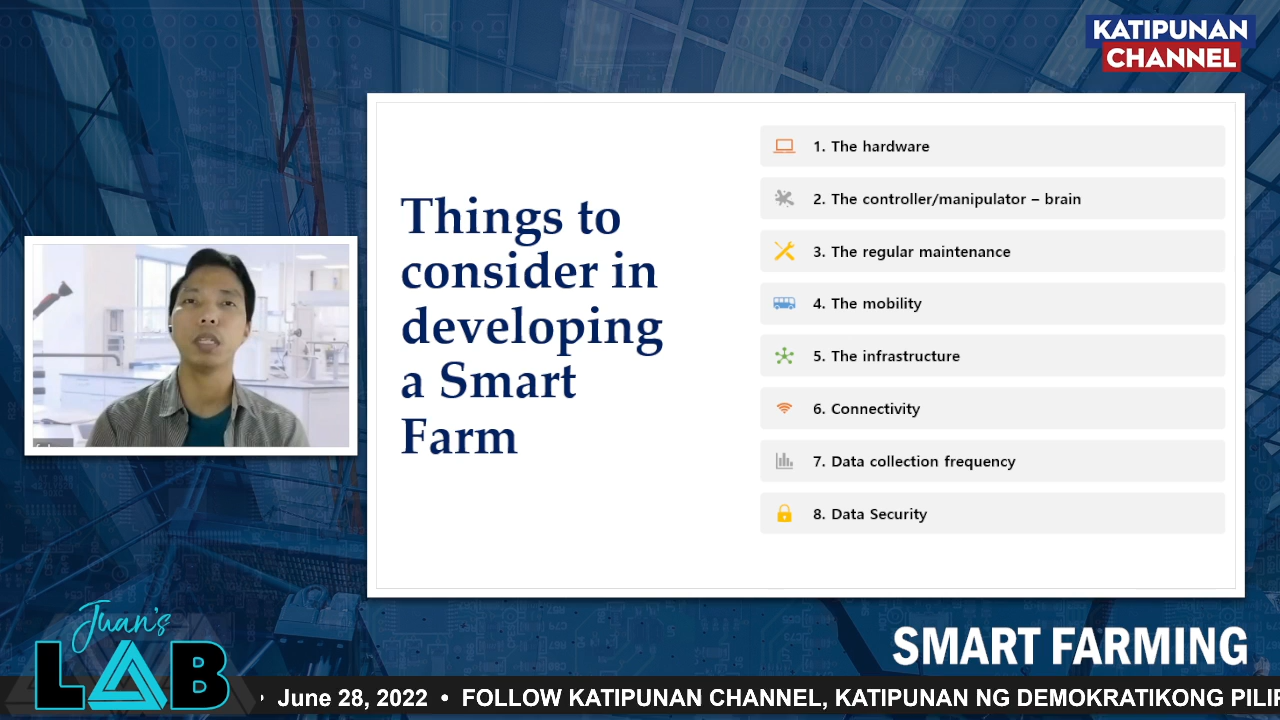 KATIPUNAN
CHANNEL
Things to
consider in
developing
a Smart
Farm
1. The hardware
2. The controller/manipulator – brain
3. The regular maintenance
4. The mobility
5. The infrastructure
6. Connectivity
7. Data collection frequency
8. Data Security
Juan's
LAB
SMART FARMING
• June 28, 2022 • FOLLOW KATIPUNAN CHANNEL, KATIPUNAN NG DEMOKRATIKONG